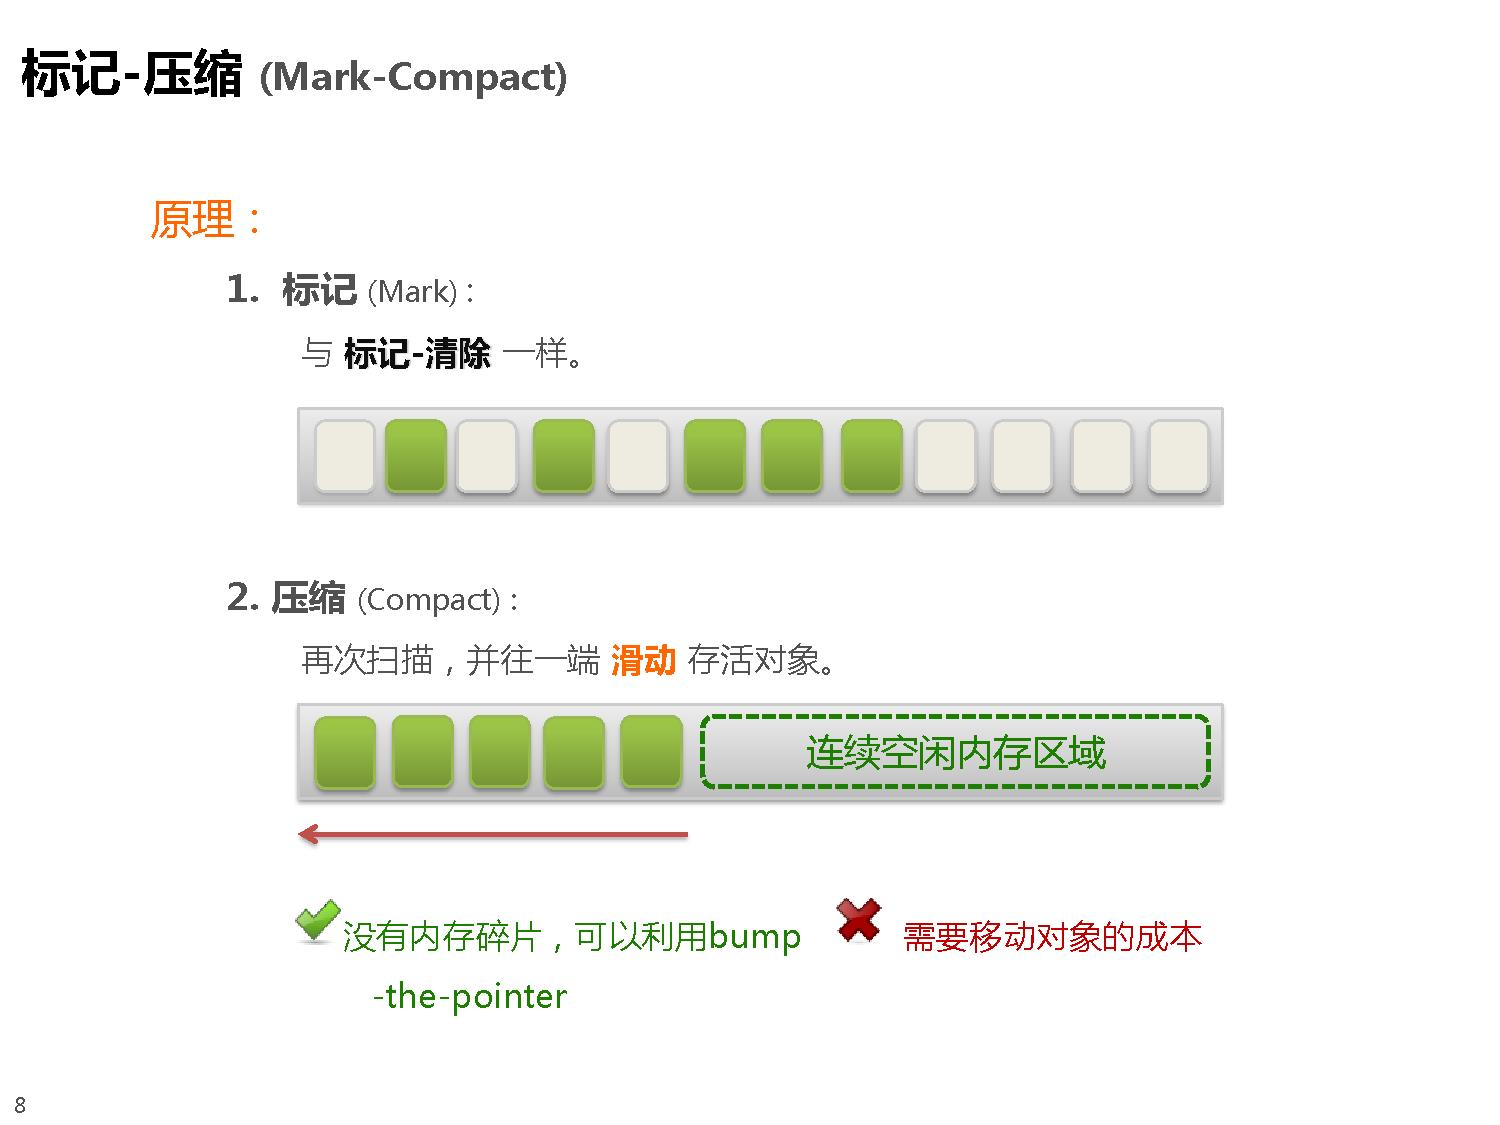 标记-压缩 (Mark-Compact)
原理：
1. 标记 (Mark) :
与 标记-清除 一样。
2. 压缩 (Compact) :
再次扫描，并往一端 滑动 存活对象。
连续空闲内存区域
没有内存碎片，可以利用bump
-the-pointer
需要移动对象的成本
8